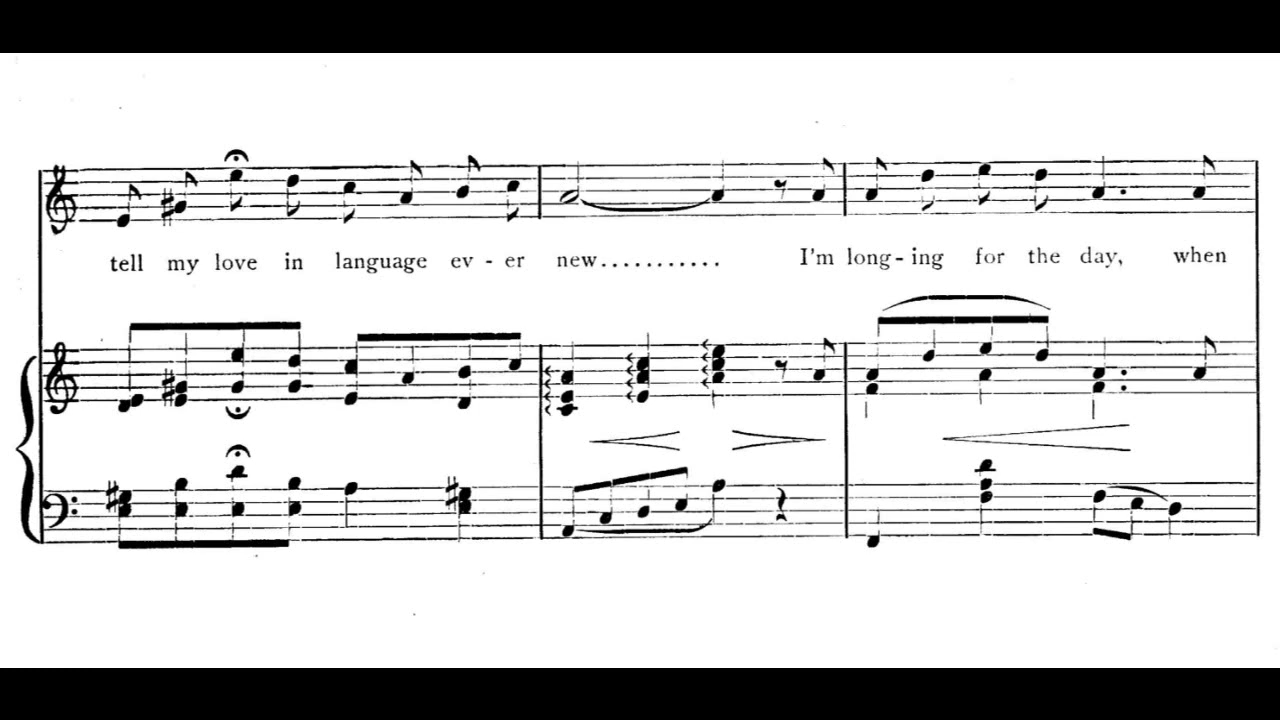 tell my love in language ev - er new........... I'm long - ing for the day, when